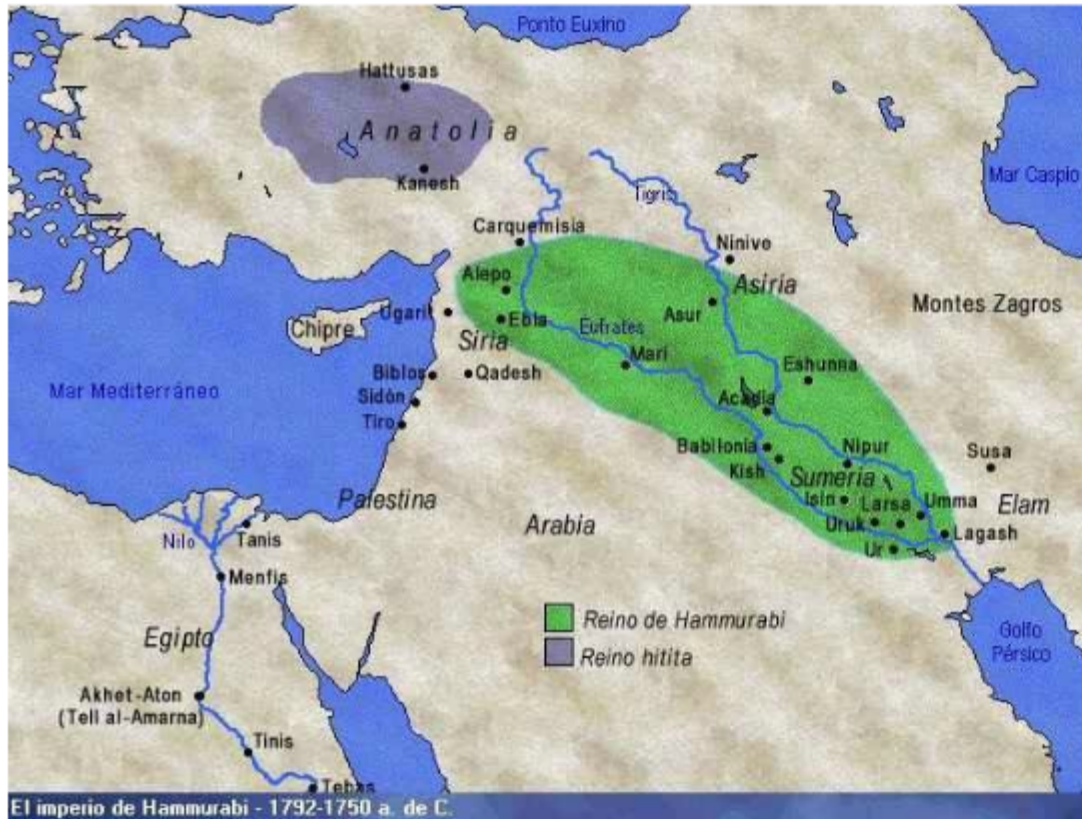 Ponto Euxino
Hattusas
Anatolia
Kanesh
Mar Caspio
Tigris
Carquemisia
Ninive
Alepo
Asiria
Asur
Montes Zagros
Ugarit
Ebla
Eufrates
Chipre
Siria
Mari
Eshunna
Biblos
Qadesh
Mar Mediterráneo
Sidón
Acadia
Tiro
Babilonia
Nipur
Susa
Kish
Sumeria
Palestina
Isin
Larsa
Umma
Elam
Arabia
Uruk
Lagash
Nilo
Tanis
Ur
Menfis
Reino de Hammurabi
Egipto
Golfo
Pérsico
Reino hitita
Akhet-Aton
(Tell al-Amarna)
Tinis
Tebas
El imperio de Hammurabi - 1792-1750 a. de C.